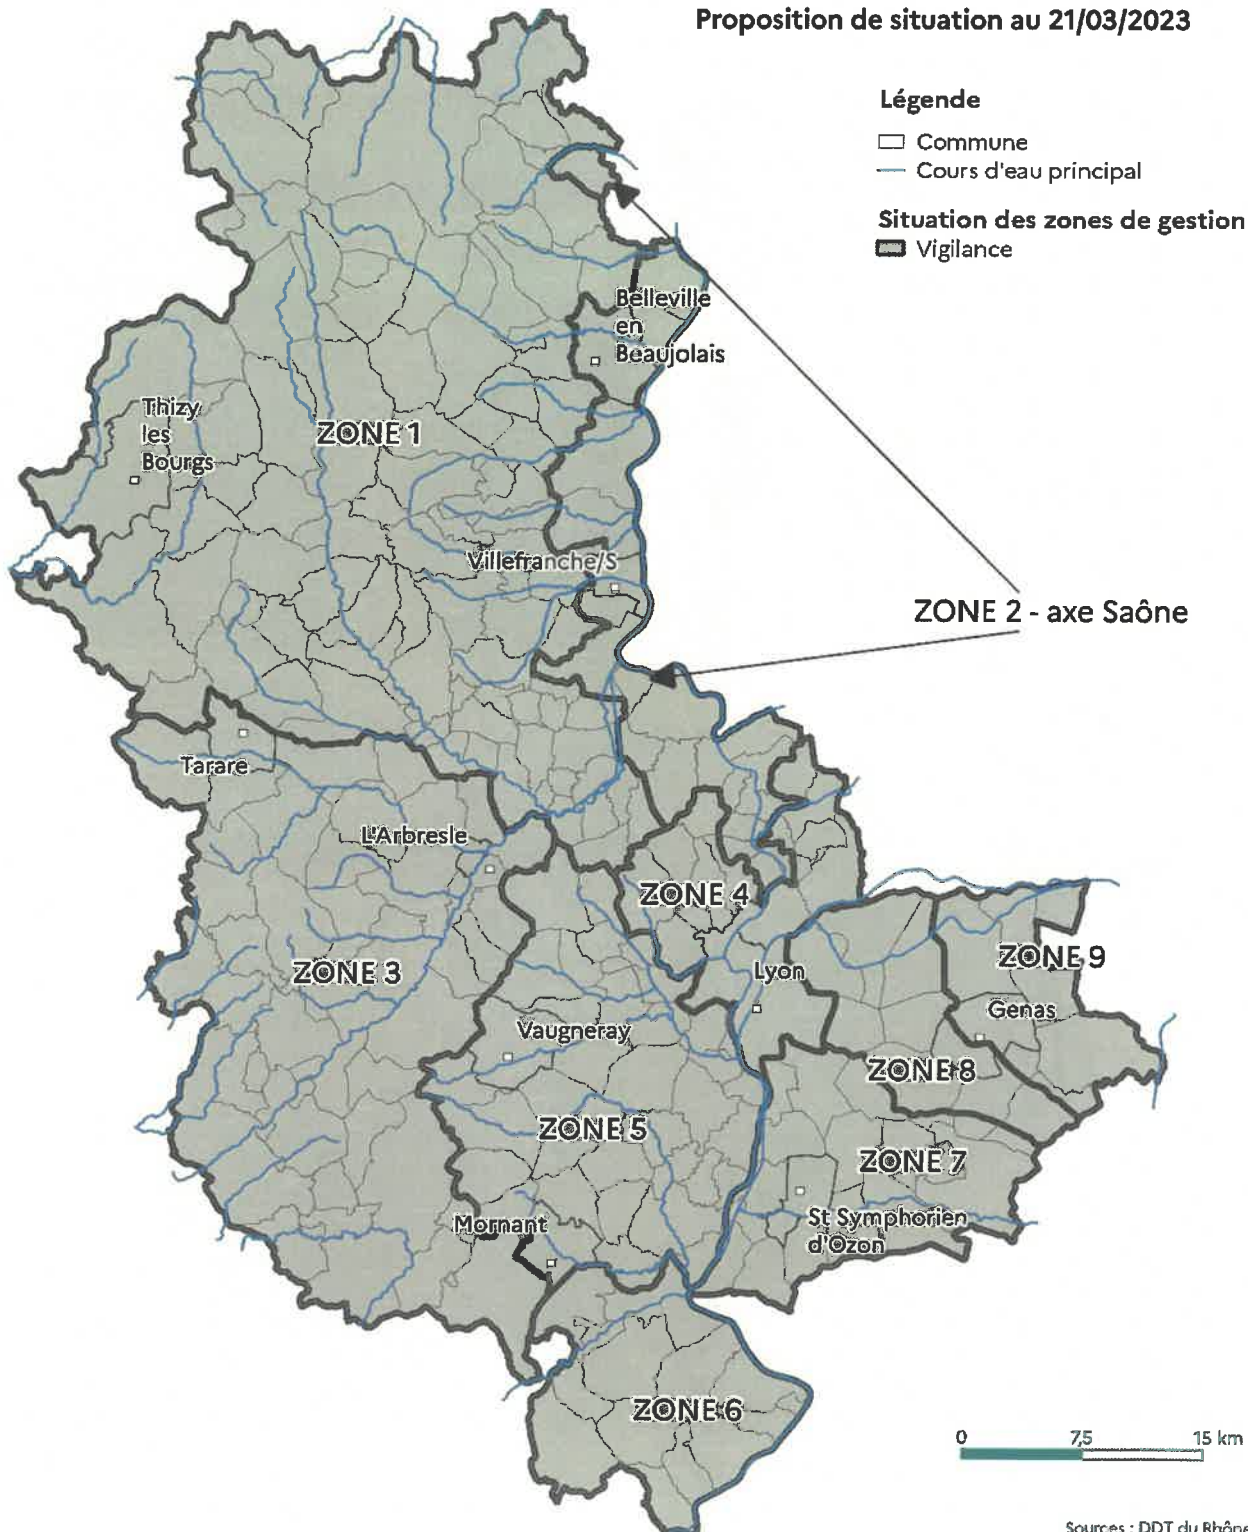 Proposition de situation au 21/03/2023
Légende
Commune
Cours d'eau principal
Situation des zones de gestion
Vigilance
Belleville
en
Beaujolais
Thizy
les
Bourgs
ZONE 1
Villefranche/S
ZONE 2 - axe Saône
Tarare
L'Arbresle
ZONE 4
ZONE 3
Lyon
ZONE 9
Genas
Vaugneray
ZONE 8
ZONE 5
ZONE 7
Mornant
St Symphorien
d'Ozon
ZONE 6
0 7,5 15 km
Sources : DDT du Rhône